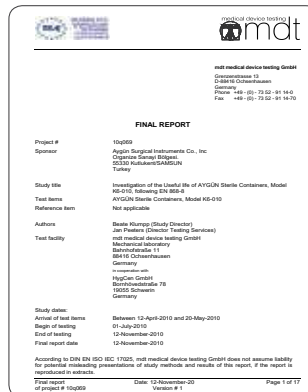 medical device testing
mdt
mdt medical device testing GmbH
Grenzenstrasse 13
D-88416 Ochsenhausen
Germany
Phone +49 - (0) - 73 52 - 91 14-0
Fax +49 - (0) - 73 52 - 91 14-70
FINAL REPORT
Project # 10q069
Sponsor Aygün Surgical Instruments Co., Inc
Organize Sanayi Bölgesi.
55330 Kutlukent/SAMSUN
Turkey
Study title Investigation of the Useful life of AYGÜN Sterile Containers, Model
K6-010, following EN 868-8
Test items AYGÜN Sterile Containers, Model K6-010
Reference item Not applicable
Authors Beate Klumpp (Study Director)
Jan Peeters (Director Testing Services)
Test facility mdt medical device testing GmbH
Mechanical laboratory
Bahnhofstraße 11
88416 Ochsenhausen
Germany
in cooperation with:
HygCen GmbH
Bornhövedstraße 78
19055 Schwerin
Germany
Study dates:
Arrival of test items Between 12-April-2010 and 20-May-2010
Begin of testing 01-July-2010
End of testing 12-November-2010
Final report date 12-November-2010
According to DIN EN ISO IEC 17025, mdt medical device testing GmbH does not assume liability
for potential misleading presentations of study methods and results of this report, if the report is
reproduced in extracts.
Final report Date: 12-November-20 Page 1 of 17
of project # 10q069 Version # 1